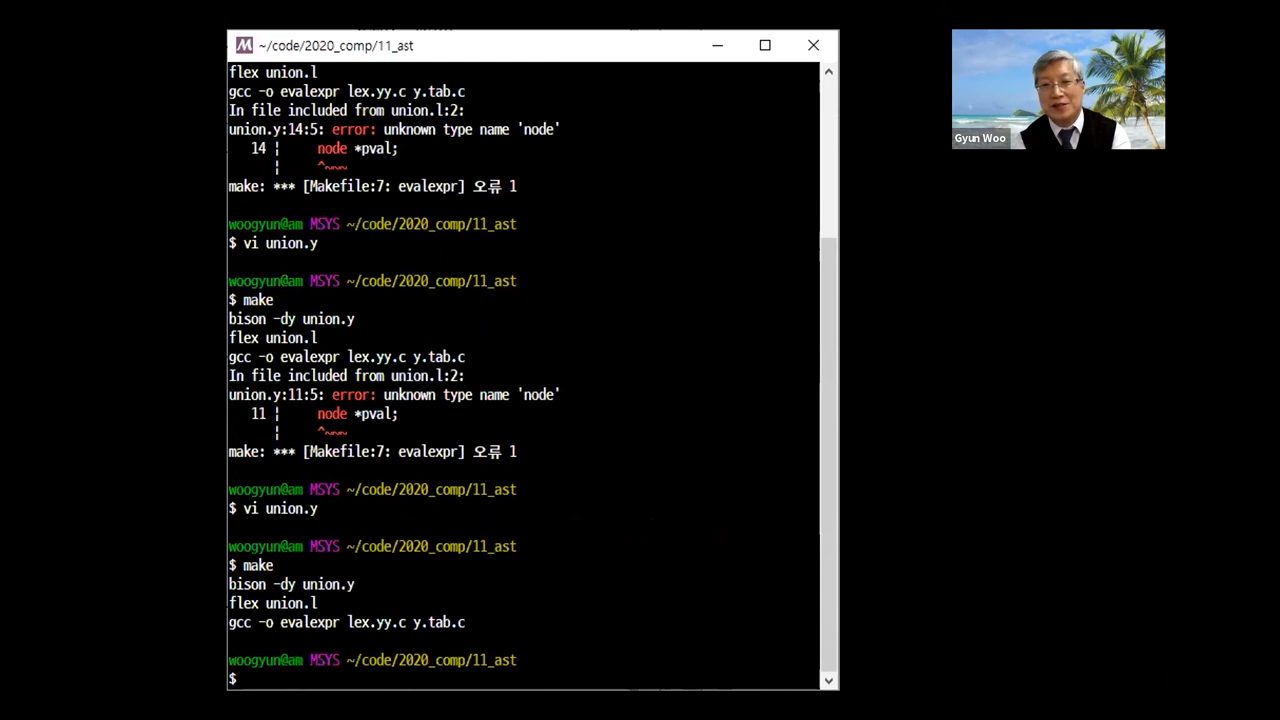 ~/code/2020_comp/11_ast
flex union.l
gcc -o evalexpr lex.yy.c y.tab.c
In file included from union.l:2:
union.y:14:5: error: unknown type name 'node'
14 ¦ node *pval;
¦ ^~~~
make: *** [Makefile:7: evalexpr] 오류 1
woogyun@am MSYS ~/code/2020_comp/11_ast
$ vi union.y
woogyun@am MSYS ~/code/2020_comp/11_ast
$ make
bison -dy union.y
flex union.l
gcc -o evalexpr lex.yy.c y.tab.c
In file included from union.l:2:
union.y:11:5: error: unknown type name 'node'
11 ¦ node *pval;
¦ ^~~~
make: *** [Makefile:7: evalexpr] 오류 1
woogyun@am MSYS ~/code/2020_comp/11_ast
$ vi union.y
woogyun@am MSYS ~/code/2020_comp/11_ast
$ make
bison -dy union.y
flex union.l
gcc -o evalexpr lex.yy.c y.tab.c
woogyun@am MSYS ~/code/2020_comp/11_ast
$
Gyun Woo